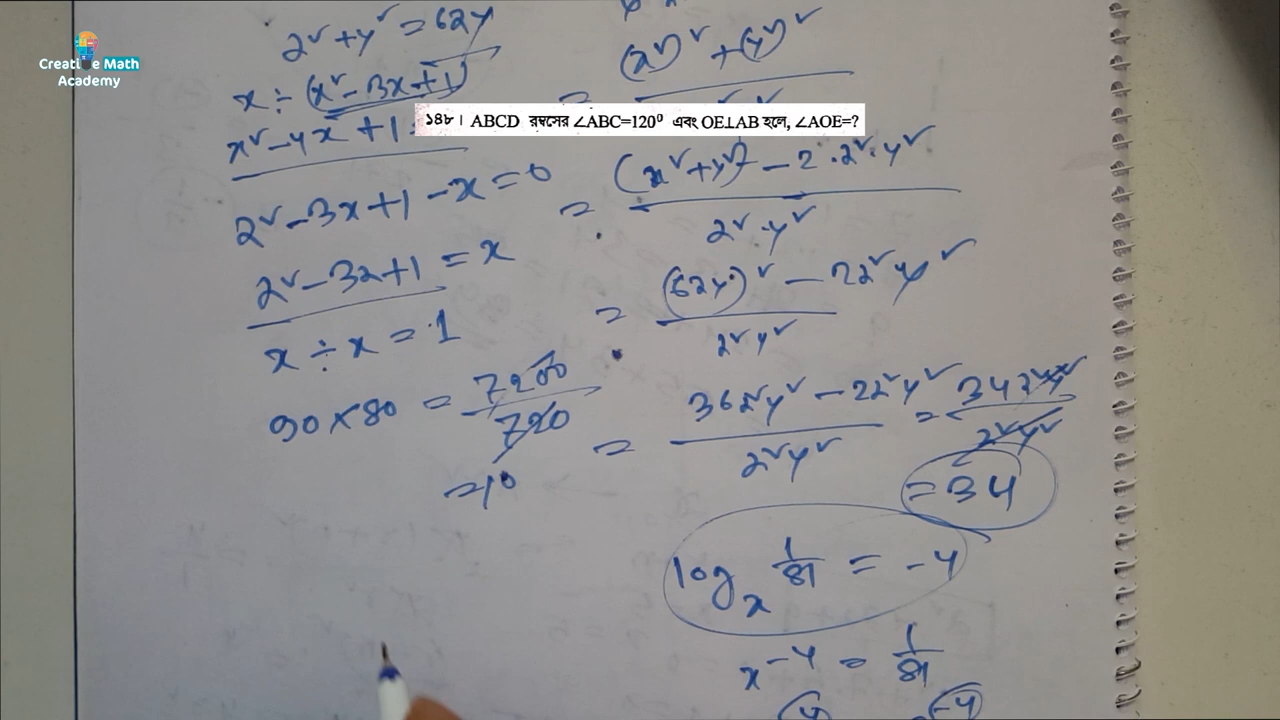 Creative Math
Academy
x² + y² = 6xy
x ÷ (x² - 3x + 1)
x² - 4x + 1
x² - 3x + 1 - x = 0
x² - 3x + 1 = x
x ÷ x = 1
90 × 80 = 7200 / 720
= 10
১৪৮। ABCD রম্বসের ∠ABC=120⁰ এবং OE⊥AB হলে, ∠AOE=?
(x²)² + (y²)²
=
= (x² + y²)² - 2·x²·y² / x²·y²
= (6xy)² - 2x²y² / x²y²
= 36x²y² - 2x²y² / x²y² = 34x²y² / x²y²
= 34
logₓ 1/81 = -4
x⁻⁴ = 1/81